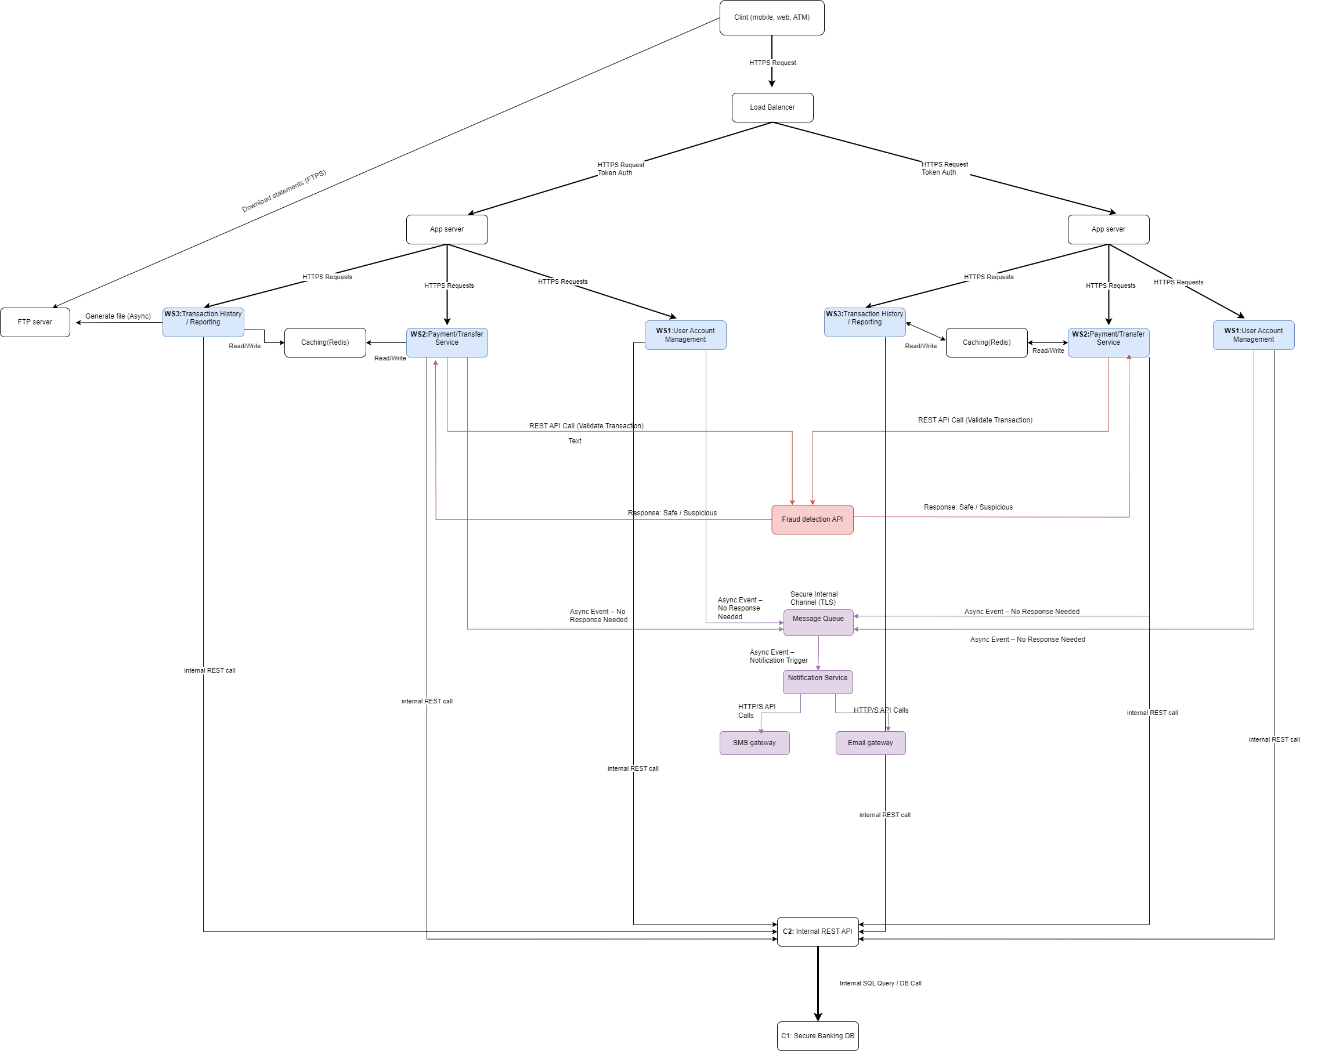 Clint (mobile, web, ATM)
HTTPS Request
Load Balancer
HTTPS Request
Token Auth
HTTPS Request
Token Auth
Download statements (FTPS)
App server
App server
HTTPS Requests
HTTPS Requests
HTTPS Requests
HTTPS Requests
HTTPS Requests
HTTPS Requests
FTP server
Generate file (Async)
WS3:Transaction History
/ Reporting
Read/Write
Caching(Redis)
Read/Write
WS2:Payment/Transfer
Service
WS1:User Account
Management
WS3:Transaction History
/ Reporting
Read/Write
Caching(Redis)
Read/Write
WS2:Payment/Transfer
Service
WS1:User Account
Management
REST API Call (Validate Transaction)
Text
REST API Call (Validate Transaction)
Response: Safe / Suspicious
Fraud detection API
Response: Safe / Suspicious
Secure Internal
Channel (TLS)
Async Event –
No Response
Needed
Async Event – No
Response Needed
Message Queue
Async Event – No Response Needed
Async Event – No Response Needed
Async Event –
Notification Trigger
Notification Service
HTTP/S API
Calls
HTTP/S API Calls
SMS gateway
Email gateway
internal REST call
internal REST call
internal REST call
internal REST call
internal REST call
internal REST call
C2: Internal REST API
Internal SQL Query / DB Call
C1: Secure Banking DB